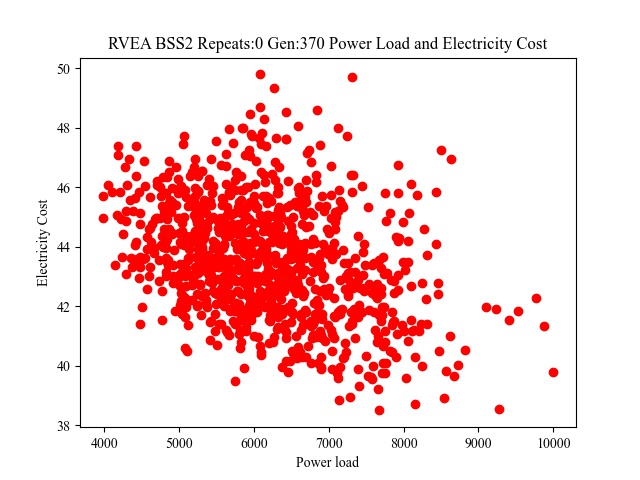 RVEA BSS2 Repeats:0 Gen:370 Power Load and Electricity Cost
50
48
46
44
42
40
38
Electricity Cost
4000 5000 6000 7000 8000 9000 10000
Power load